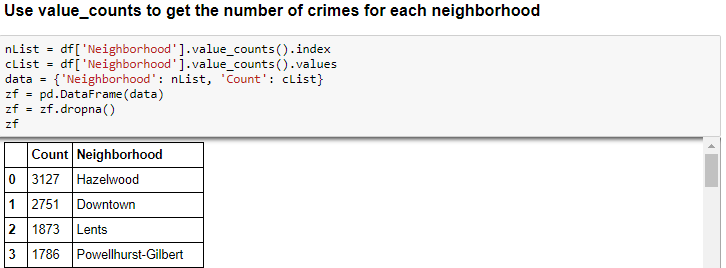 Use value_counts to get the number of crimes for each neighborhood
nList = df['Neighborhood'].value_counts().index
cList = df['Neighborhood'].value_counts().values
data = {'Neighborhood': nList, 'Count': cList}
zf = pd.DataFrame(data)
zf = zf.dropna()
zf
Count Neighborhood
0 3127 Hazelwood
1 2751 Downtown
2 1873 Lents
3 1786 Powellhurst-Gilbert